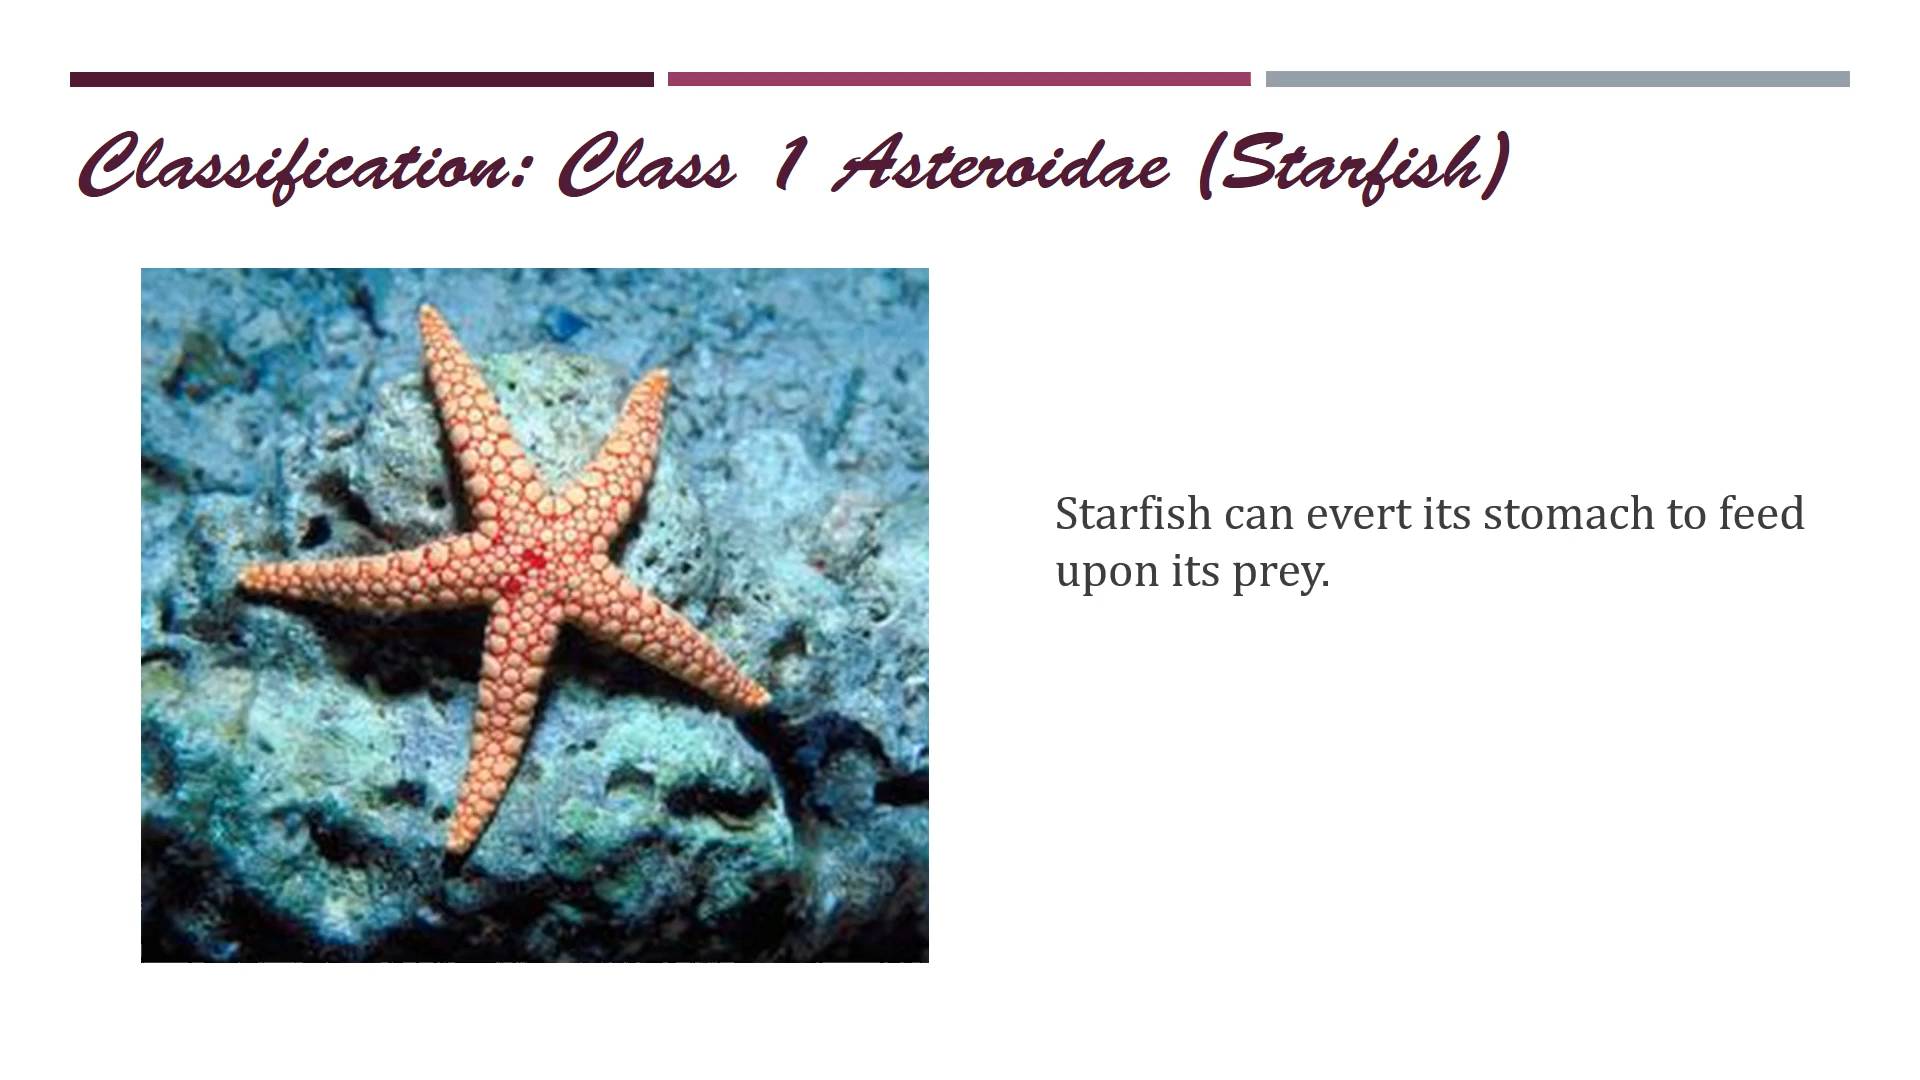 Classification: Class 1 Asteroidae (Starfish)
Starfish can evert its stomach to feed
upon its prey.